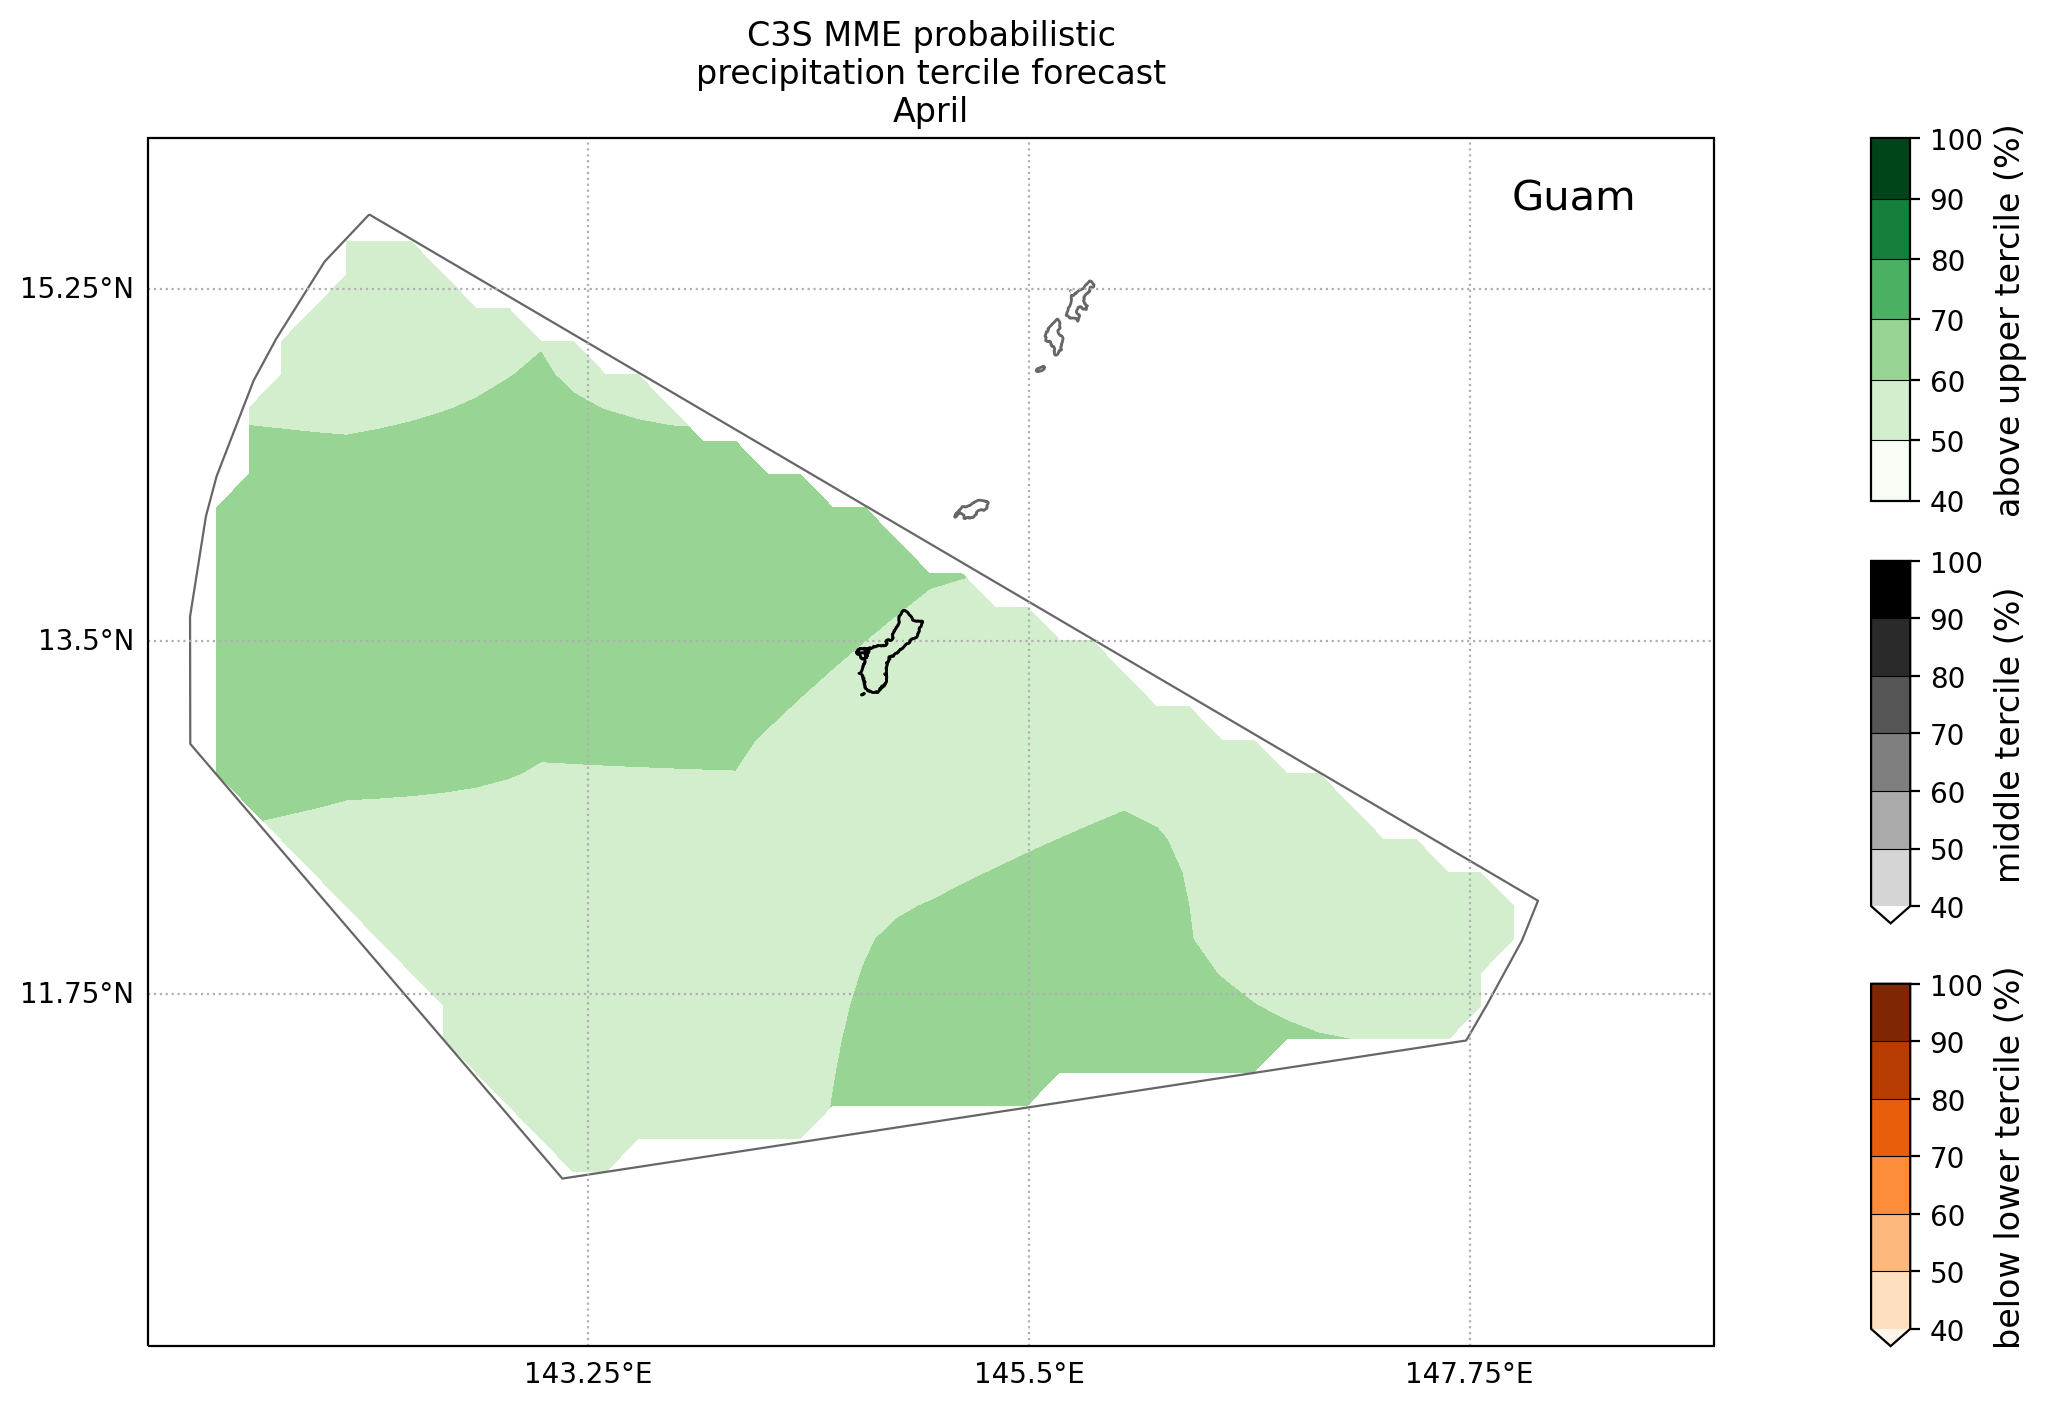 C3S MME probabilistic
precipitation tercile forecast
April
Guam
15.25°N
13.5°N
11.75°N
143.25°E
145.5°E
147.75°E
100
90
80
70
60
50
40
above upper tercile (%)
100
90
80
70
60
50
40
middle tercile (%)
100
90
80
70
60
50
40
below lower tercile (%)